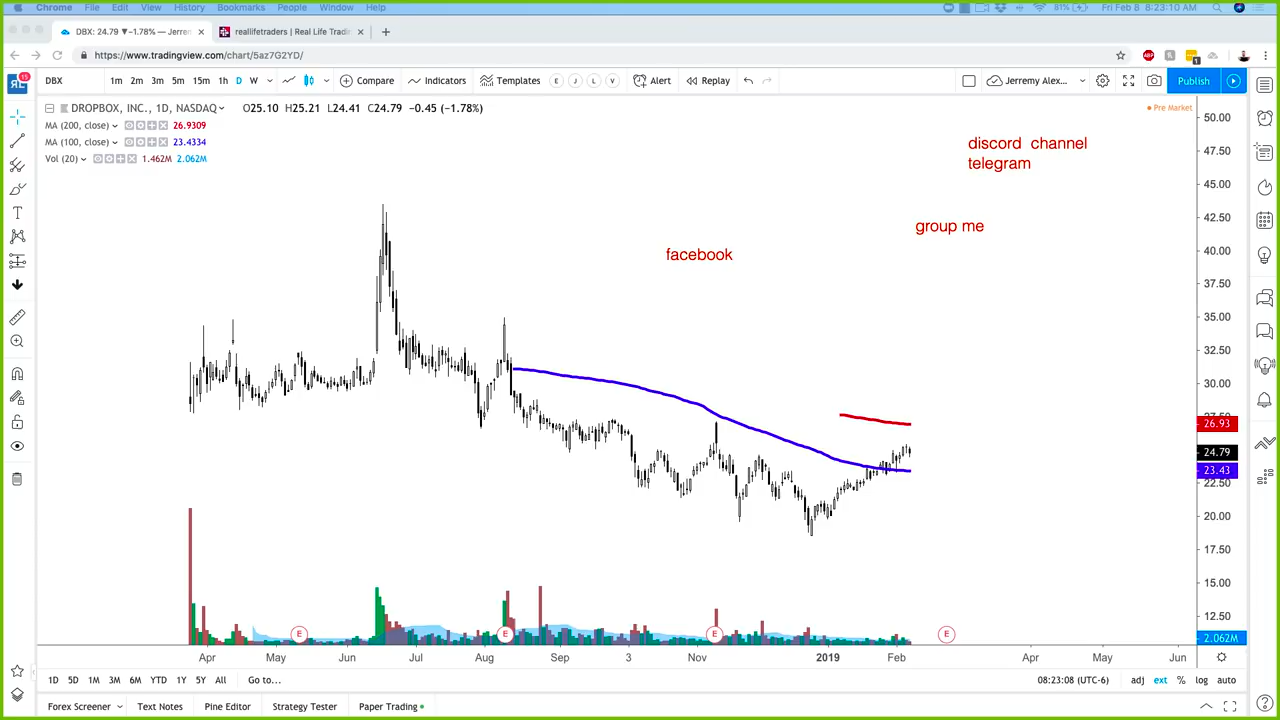 Chrome File Edit View History Bookmarks People Window Help 81% Fri Feb 8 8:23:10 AM
DBX: 24.79 ▼−1.78% — Jerren × reallifetraders | Real Life Tradi × +
https://www.tradingview.com/chart/5az7G2YD/
DBX 1m 2m 3m 5m 15m 1h D W Compare Indicators Templates E J L V Alert Replay Jeremy Alex... Publish
DROPBOX, INC., 1D, NASDAQ O25.10 H25.21 L24.41 C24.79 −0.45 (−1.78%)
Pre Market
MA (200, close) 26.9309
MA (100, close) 23.4334
Vol (20) 1.462M 2.062M
discord channel
telegram
group me
facebook
50.00
47.50
45.00
42.50
40.00
37.50
35.00
32.50
30.00
26.93
24.79
23.43
22.50
20.00
17.50
15.00
12.50
2.062M
E E E E
Apr May Jun Jul Aug Sep 3 Nov 2019 Feb Apr May Jun
1D 5D 1M 3M 6M YTD 1Y 5Y All Go to... 08:23:08 (UTC-6) adj ext % log auto
Forex Screener Text Notes Pine Editor Strategy Tester Paper Trading